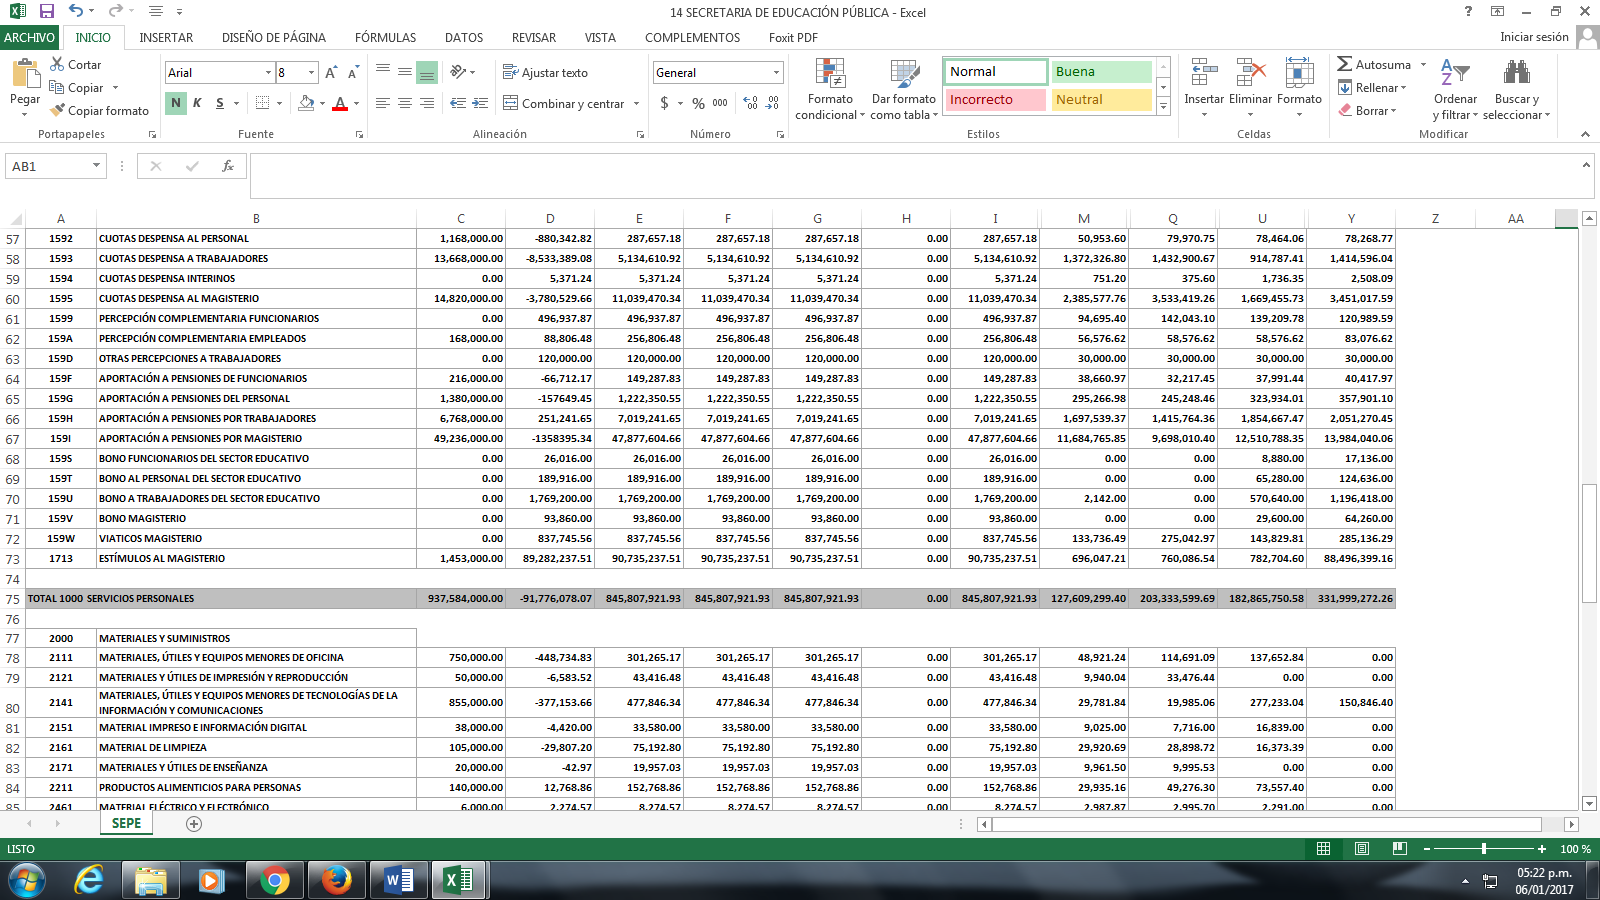 14 SECRETARIA DE EDUCACIÓN PÚBLICA - Excel
?
ARCHIVO INICIO INSERTAR DISEÑO DE PÁGINA FÓRMULAS DATOS REVISAR VISTA COMPLEMENTOS Foxit PDF Iniciar sesión
Pegar Cortar Copiar Copiar formato
Arial 8
N K S
Ajustar texto
Combinar y centrar
General
$ % 000
Formato condicional
Dar formato como tabla
Normal Buena
Incorrecto Neutral
Insertar Eliminar Formato
Autosuma
Rellenar
Borrar
Ordenar y filtrar
Buscar y seleccionar
Portapapeles Fuente Alineación Número Estilos Celdas Modificar
AB1 fx
A B C D E F G H I M Q U Y Z AA
57 1592 CUOTAS DESPENSA AL PERSONAL 1,168,000.00 -880,342.82 287,657.18 287,657.18 287,657.18 0.00 287,657.18 50,953.60 79,970.75 78,464.06 78,268.77
58 1593 CUOTAS DESPENSA A TRABAJADORES 13,668,000.00 -8,533,389.08 5,134,610.92 5,134,610.92 5,134,610.92 0.00 5,134,610.92 1,372,326.80 1,432,900.67 914,787.41 1,414,596.04
59 1594 CUOTAS DESPENSA INTERINOS 0.00 5,371.24 5,371.24 5,371.24 5,371.24 0.00 5,371.24 751.20 375.60 1,736.35 2,508.09
60 1595 CUOTAS DESPENSA AL MAGISTERIO 14,820,000.00 -3,780,529.66 11,039,470.34 11,039,470.34 11,039,470.34 0.00 11,039,470.34 2,385,577.76 3,533,419.26 1,669,455.73 3,451,017.59
61 1599 PERCEPCIÓN COMPLEMENTARIA FUNCIONARIOS 0.00 496,937.87 496,937.87 496,937.87 496,937.87 0.00 496,937.87 94,695.40 142,043.10 139,209.78 120,989.59
62 159A PERCEPCIÓN COMPLEMENTARIA EMPLEADOS 168,000.00 88,806.48 256,806.48 256,806.48 256,806.48 0.00 256,806.48 56,576.62 58,576.62 58,576.62 83,076.62
63 159D OTRAS PERCEPCIONES A TRABAJADORES 0.00 120,000.00 120,000.00 120,000.00 120,000.00 0.00 120,000.00 30,000.00 30,000.00 30,000.00 30,000.00
64 159F APORTACIÓN A PENSIONES DE FUNCIONARIOS 216,000.00 -66,712.17 149,287.83 149,287.83 149,287.83 0.00 149,287.83 38,660.97 32,217.45 37,991.44 40,417.97
65 159G APORTACIÓN A PENSIONES DEL PERSONAL 1,380,000.00 -157649.45 1,222,350.55 1,222,350.55 1,222,350.55 0.00 1,222,350.55 295,266.98 245,248.46 323,934.01 357,901.10
66 159H APORTACIÓN A PENSIONES POR TRABAJADORES 6,768,000.00 251,241.65 7,019,241.65 7,019,241.65 7,019,241.65 0.00 7,019,241.65 1,697,539.37 1,415,764.36 1,854,667.47 2,051,270.45
67 159I APORTACIÓN A PENSIONES POR MAGISTERIO 49,236,000.00 -1358395.34 47,877,604.66 47,877,604.66 47,877,604.66 0.00 47,877,604.66 11,684,765.85 9,698,010.40 12,510,788.35 13,984,040.06
68 159S BONO FUNCIONARIOS DEL SECTOR EDUCATIVO 0.00 26,016.00 26,016.00 26,016.00 26,016.00 0.00 26,016.00 0.00 0.00 8,880.00 17,136.00
69 159T BONO AL PERSONAL DEL SECTOR EDUCATIVO 0.00 189,916.00 189,916.00 189,916.00 189,916.00 0.00 189,916.00 0.00 0.00 65,280.00 124,636.00
70 159U BONO A TRABAJADORES DEL SECTOR EDUCATIVO 0.00 1,769,200.00 1,769,200.00 1,769,200.00 1,769,200.00 0.00 1,769,200.00 2,142.00 0.00 570,640.00 1,196,418.00
71 159V BONO MAGISTERIO 0.00 93,860.00 93,860.00 93,860.00 93,860.00 0.00 93,860.00 0.00 0.00 29,600.00 64,260.00
72 159W VIATICOS MAGISTERIO 0.00 837,745.56 837,745.56 837,745.56 837,745.56 0.00 837,745.56 133,736.49 275,042.97 143,829.81 285,136.29
73 1713 ESTÍMULOS AL MAGISTERIO 1,453,000.00 89,282,237.51 90,735,237.51 90,735,237.51 90,735,237.51 0.00 90,735,237.51 696,047.21 760,086.54 782,704.60 88,496,399.16
74
75 TOTAL 1000 SERVICIOS PERSONALES 937,584,000.00 -91,776,078.07 845,807,921.93 845,807,921.93 845,807,921.93 0.00 845,807,921.93 127,609,299.40 203,333,599.69 182,865,750.58 331,999,272.26
76
77 2000 MATERIALES Y SUMINISTROS
78 2111 MATERIALES, ÚTILES Y EQUIPOS MENORES DE OFICINA 750,000.00 -448,734.83 301,265.17 301,265.17 301,265.17 0.00 301,265.17 48,921.24 114,691.09 137,652.84 0.00
79 2121 MATERIALES Y ÚTILES DE IMPRESIÓN Y REPRODUCCIÓN 50,000.00 -6,583.52 43,416.48 43,416.48 43,416.48 0.00 43,416.48 9,940.04 33,476.44 0.00 0.00
80 2141 MATERIALES, ÚTILES Y EQUIPOS MENORES DE TECNOLOGÍAS DE LA INFORMACIÓN Y COMUNICACIONES 855,000.00 -377,153.66 477,846.34 477,846.34 477,846.34 0.00 477,846.34 29,781.84 19,985.06 277,233.04 150,846.40
81 2151 MATERIAL IMPRESO E INFORMACIÓN DIGITAL 38,000.00 -4,420.00 33,580.00 33,580.00 33,580.00 0.00 33,580.00 9,025.00 7,716.00 16,839.00 0.00
82 2161 MATERIAL DE LIMPIEZA 105,000.00 -29,807.20 75,192.80 75,192.80 75,192.80 0.00 75,192.80 29,920.69 28,898.72 16,373.39 0.00
83 2171 MATERIALES Y ÚTILES DE ENSEÑANZA 20,000.00 -42.97 19,957.03 19,957.03 19,957.03 0.00 19,957.03 9,961.50 9,995.53 0.00 0.00
84 2211 PRODUCTOS ALIMENTICIOS PARA PERSONAS 140,000.00 12,768.86 152,768.86 152,768.86 152,768.86 0.00 152,768.86 29,935.16 49,276.30 73,557.40 0.00
85 2461 MATERIAL ELÉCTRICO Y ELECTRÓNICO 6,000.00 2,274.57 8,274.57 8,274.57 8,274.57 0.00 8,274.57 2,987.87 2,995.70 2,291.00 0.00
SEPE
LISTO 100 %
05:22 p.m.
06/01/2017